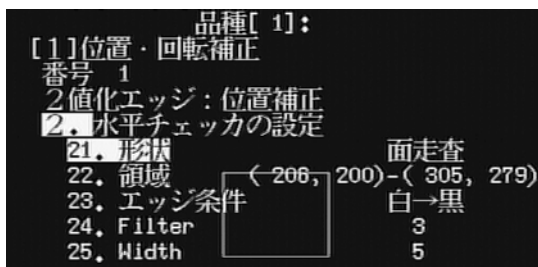 品種[ 1]:
[1]位置・回転補正
番号 1
２値化エッジ：位置補正
２．水平チェッカの設定
21. 形状 面走査
22. 領域 ( 206, 200)-( 305, 279)
23. エッジ条件 白→黒
24. Filter 3
25. Width 5